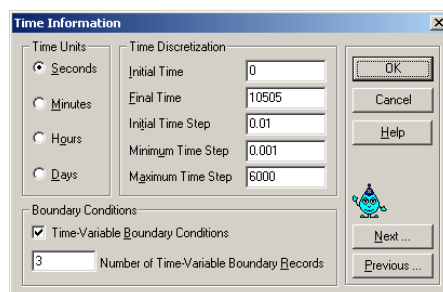 Time Information
Time Units
Seconds
Minutes
Hours
Days
Time Discretization
Initial Time 0
Final Time 10505
Initial Time Step 0.01
Minimum Time Step 0.001
Maximum Time Step 6000
Boundary Conditions
Time-Variable Boundary Conditions
3 Number of Time-Variable Boundary Records
OK
Cancel
Help
Next ...
Previous ...